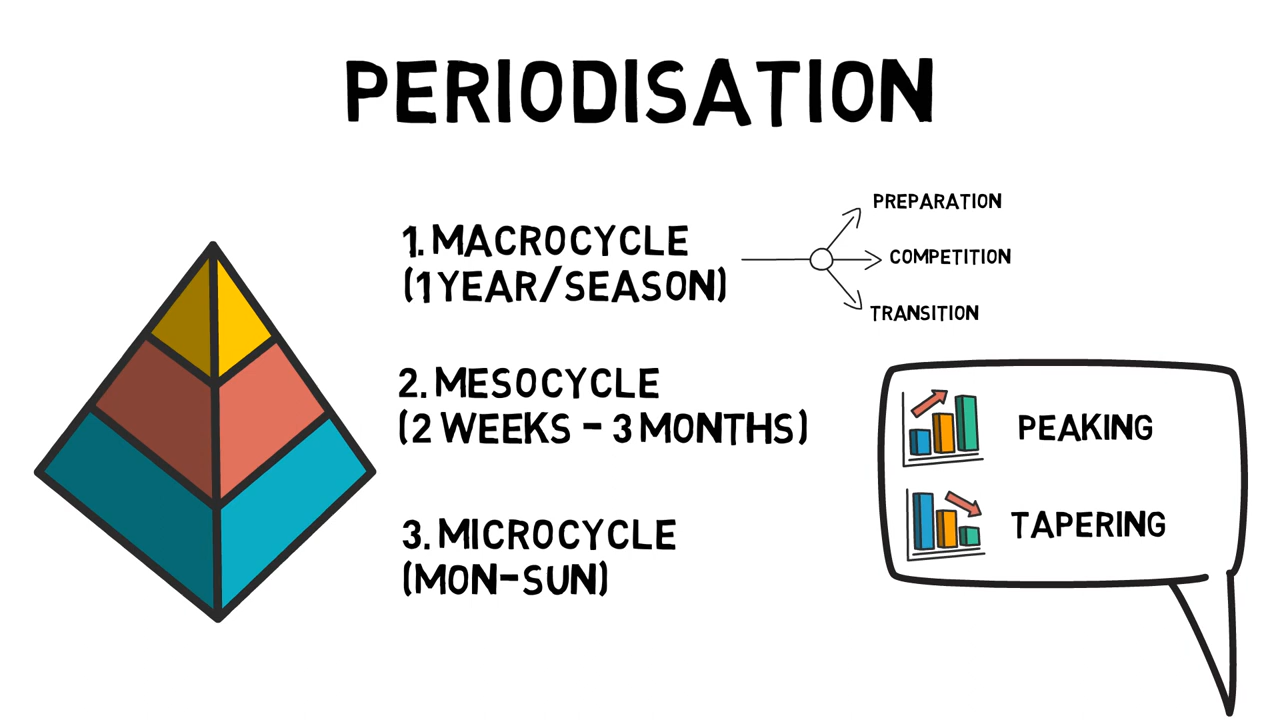 PERIODISATION
1. MACROCYCLE
(1 YEAR/SEASON)
PREPARATION
COMPETITION
TRANSITION
2. MESOCYCLE
(2 WEEKS - 3 MONTHS)
3. MICROCYCLE
(MON-SUN)
PEAKING
TAPERING